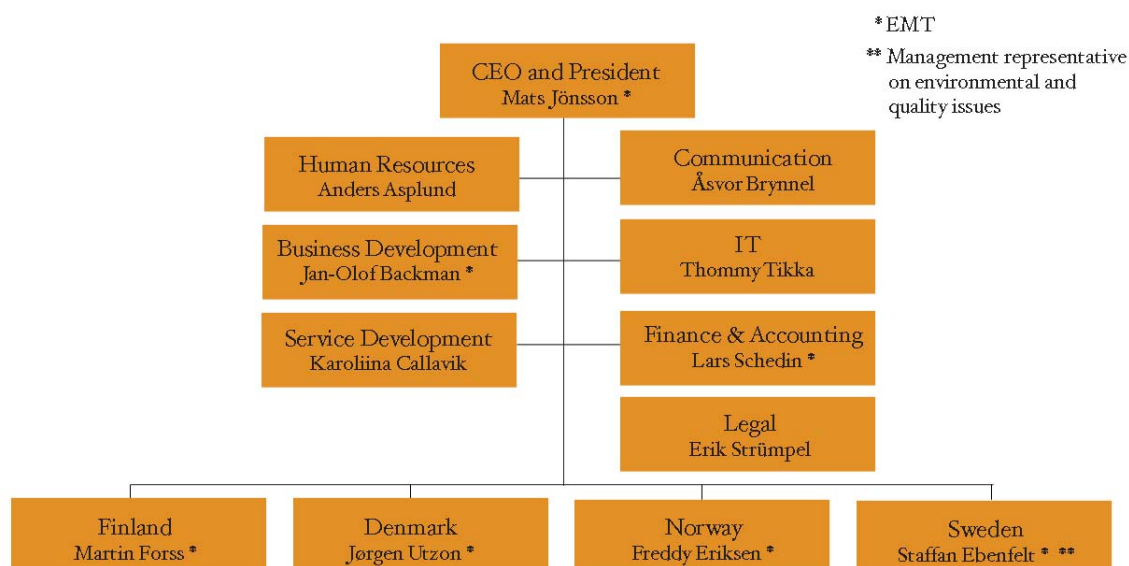 * EMT
** Management representative
on environmental and
quality issues
CEO and President
Mats Jönsson *
Human Resources
Anders Asplund
Communication
Åsvor Brynnel
Business Development
Jan-Olof Backman *
IT
Thommy Tikka
Service Development
Karoliina Callavik
Finance & Accounting
Lars Schedin *
Legal
Erik Strümpel
Finland
Martin Forss *
Denmark
Jørgen Utzon *
Norway
Freddy Eriksen *
Sweden
Staffan Ebenfelt * **